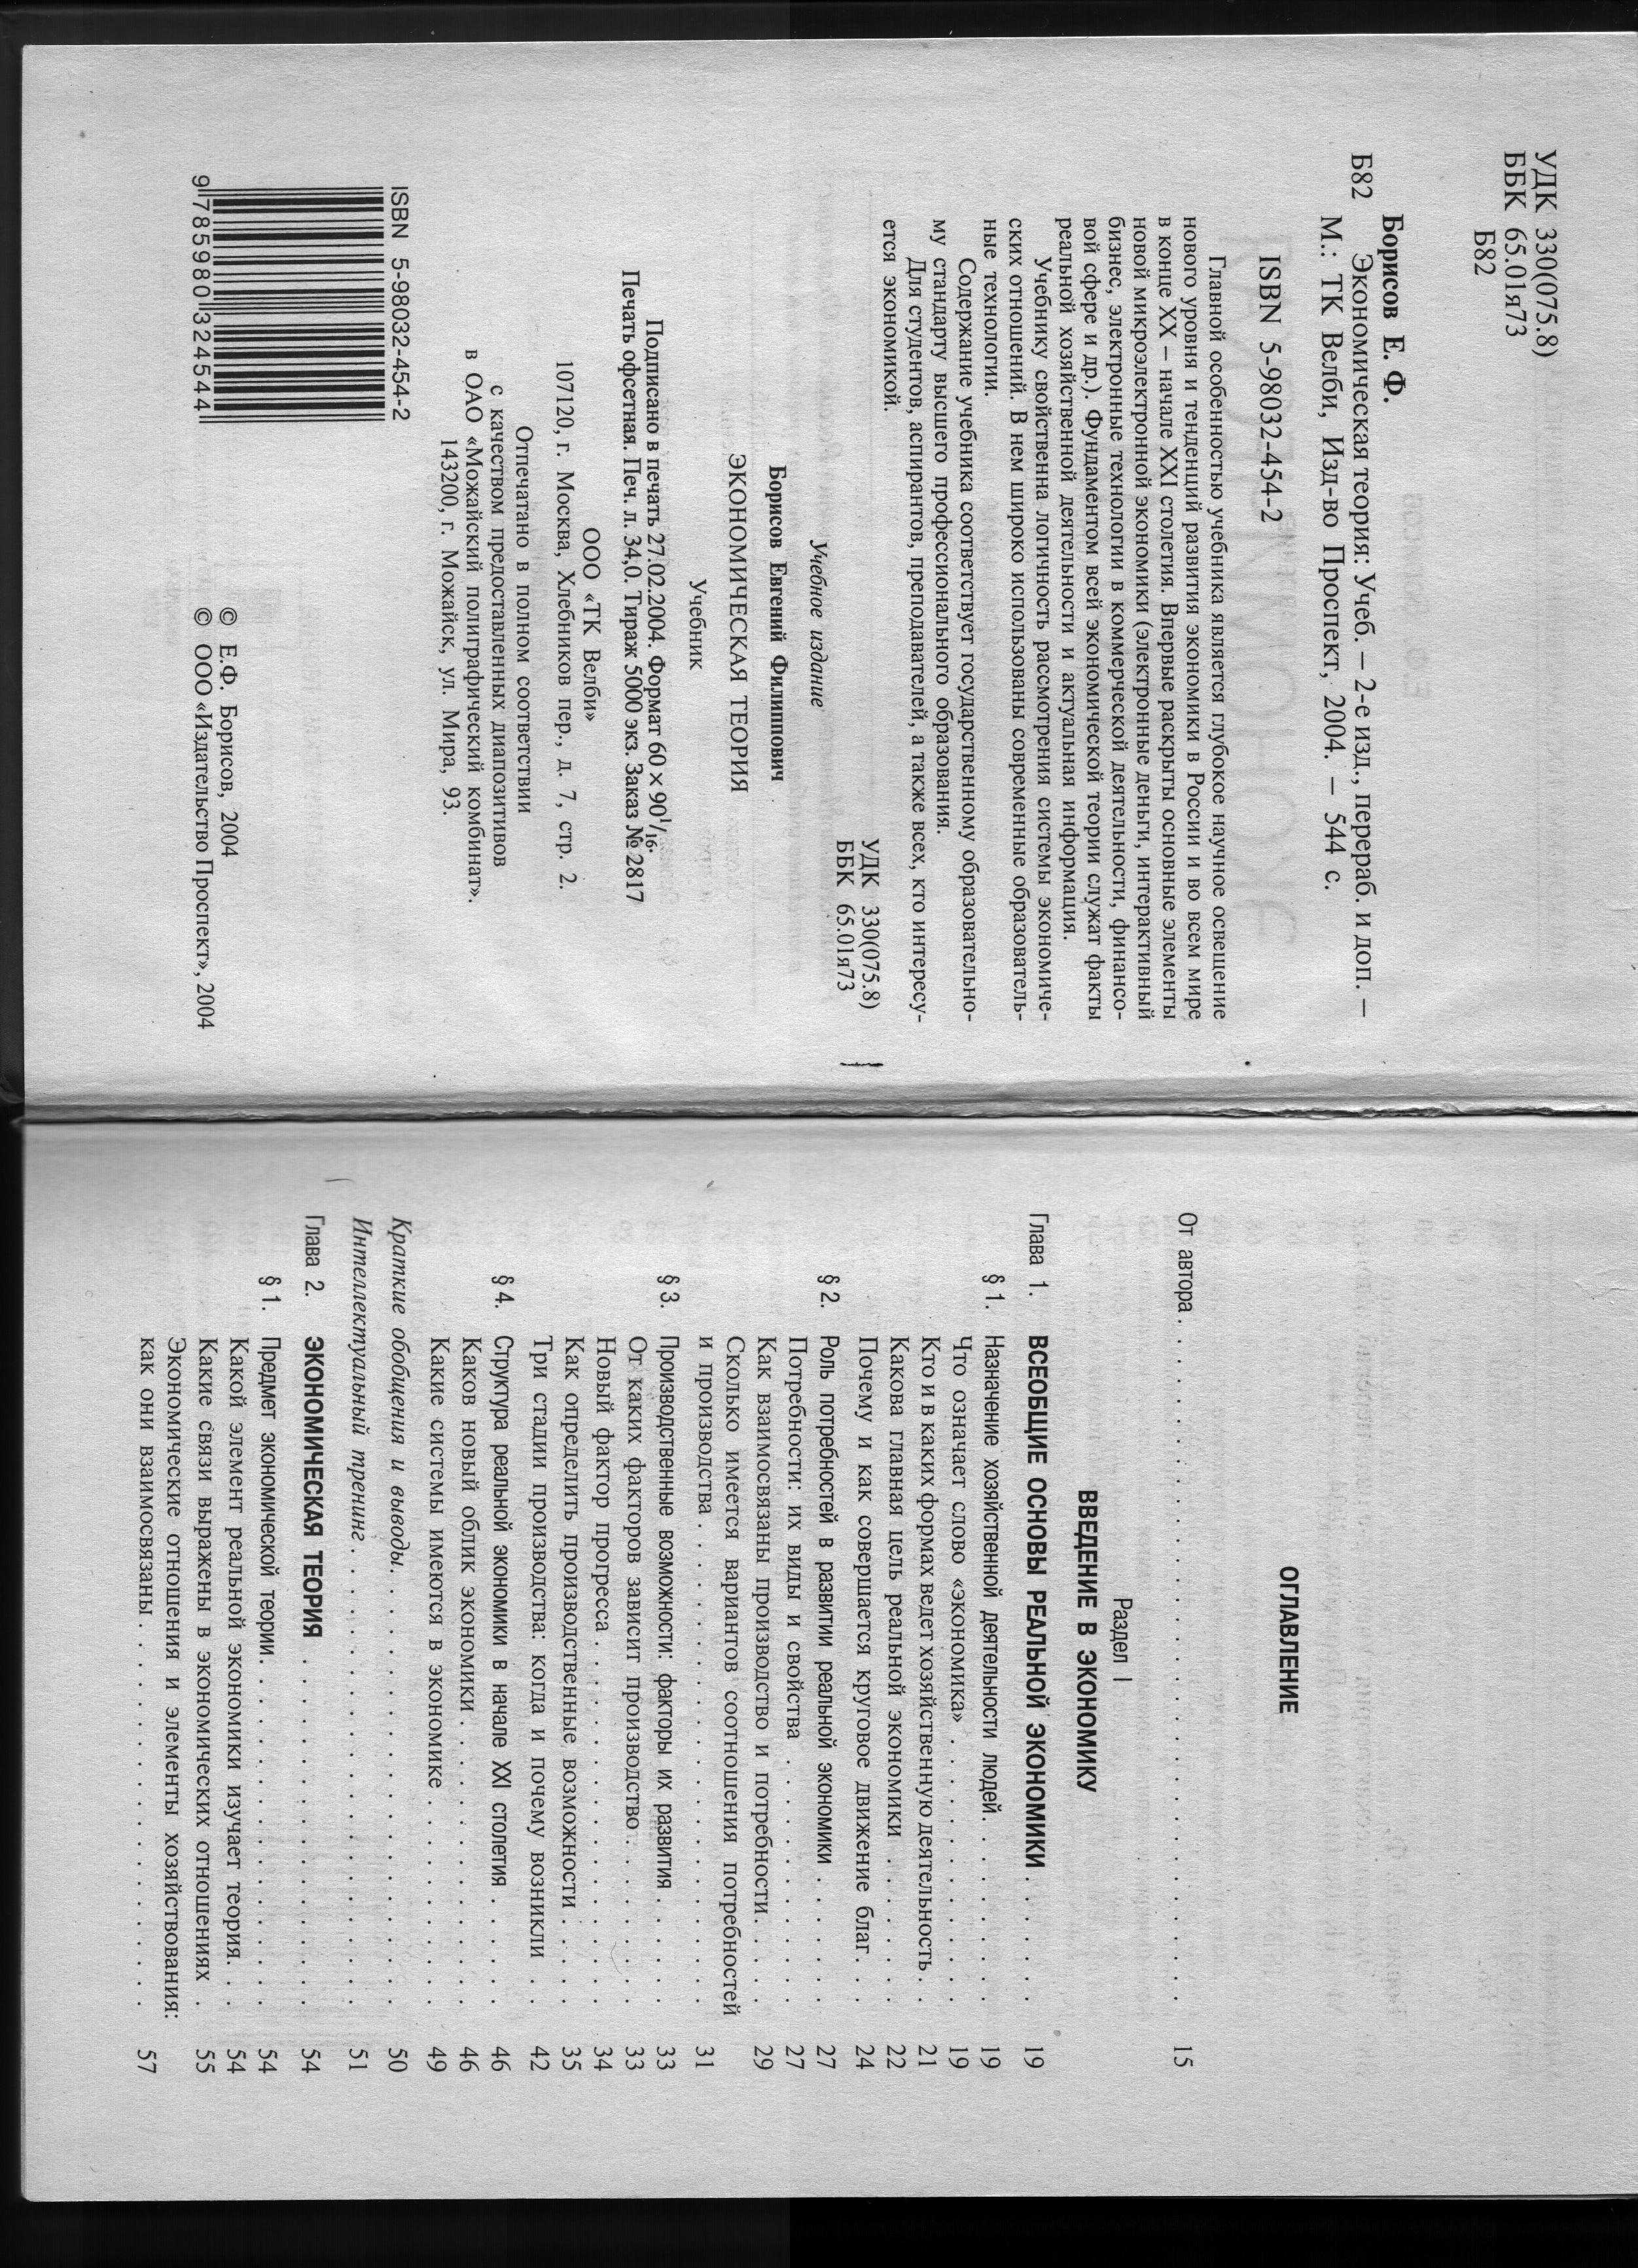 УДК 330(075.8)
ББК 65.01я73
Б82
Борисов Е. Ф.
Б82 Экономическая теория: Учеб. — 2-е изд., перераб. и доп. —
М.: ТК Велби, Изд-во Проспект, 2004. — 544 с.
ISBN 5-98032-454-2
Главной особенностью учебника является глубокое научное освещение
нового уровня и тенденций развития экономики в России и во всем мире
в конце XX — начале XXI столетия. Впервые раскрыты основные элементы
новой микроэлектронной экономики (электронные деньги, интерактивный
бизнес, электронные технологии в коммерческой деятельности, финансо-
вой сфере и др.). Фундаментом всей экономической теории служат факты
реальной хозяйственной деятельности и актуальная информация.
Учебнику свойственна логичность рассмотрения системы экономиче-
ских отношений. В нем широко использованы современные образователь-
ные технологии.
Содержание учебника соответствует государственному образовательно-
му стандарту высшего профессионального образования.
Для студентов, аспирантов, преподавателей, а также всех, кто интересу-
ется экономикой.
УДК 330(075.8)
ББК 65.01я73
Учебное издание
Борисов Евгений Филиппович
ЭКОНОМИЧЕСКАЯ ТЕОРИЯ
Учебник
Подписано в печать 27.02.2004. Формат 60 × 90 1/16.
Печать офсетная. Печ. л. 34,0. Тираж 5000 экз. Заказ № 2817
ООО «ТК Велби»
107120, г. Москва, Хлебников пер., д. 7, стр. 2.
Отпечатано в полном соответствии
с качеством предоставленных диапозитивов
в ОАО «Можайский полиграфический комбинат».
143200, г. Можайск, ул. Мира, 93.
ISBN 5-98032-454-2
9 785980 324544
© Е.Ф. Борисов, 2004
© ООО «Издательство Проспект», 2004
ОГЛАВЛЕНИЕ
От автора . . . . . . . . . . 15
Раздел I
ВВЕДЕНИЕ В ЭКОНОМИКУ
Глава 1. ВСЕОБЩИЕ ОСНОВЫ РЕАЛЬНОЙ ЭКОНОМИКИ . . . . . 19
§ 1. Назначение хозяйственной деятельности людей . . . . . 19
Что означает слово «экономика» . . . . . 19
Кто и в каких формах ведет хозяйственную деятельность . . 21
Какова главная цель реальной экономики . . . . . 22
Почему и как совершается круговое движение благ . . . 24
§ 2. Роль потребностей в развитии реальной экономики . . . . . 27
Потребности: их виды и свойства . . . . . 27
Как взаимосвязаны производство и потребности . . . . 29
Сколько имеется вариантов соотношения потребностей
и производства . . . . . 31
§ 3. Производственные возможности: факторы их развития . . . . 33
От каких факторов зависит производство . . . . . 33
Новый фактор прогресса . . . . . 34
Как определить производственные возможности . . . . 35
Три стадии производства: когда и почему возникли . . 42
§ 4. Структура реальной экономики в начале XXI столетия . . . . 46
Каков новый облик экономики . . . . . 46
Какие системы имеются в экономике . . . . . 49
Краткие обобщения и выводы . . . . . 50
Интеллектуальный тренинг . . . . . 51
Глава 2. ЭКОНОМИЧЕСКАЯ ТЕОРИЯ . . . . . 54
§ 1. Предмет экономической теории . . . . . 54
Какой элемент реальной экономики изучает теория . . . 54
Какие связи выражены в экономических отношениях . . 55
Экономические отношения и элементы хозяйствования:
как они взаимосвязаны . . . . . 57